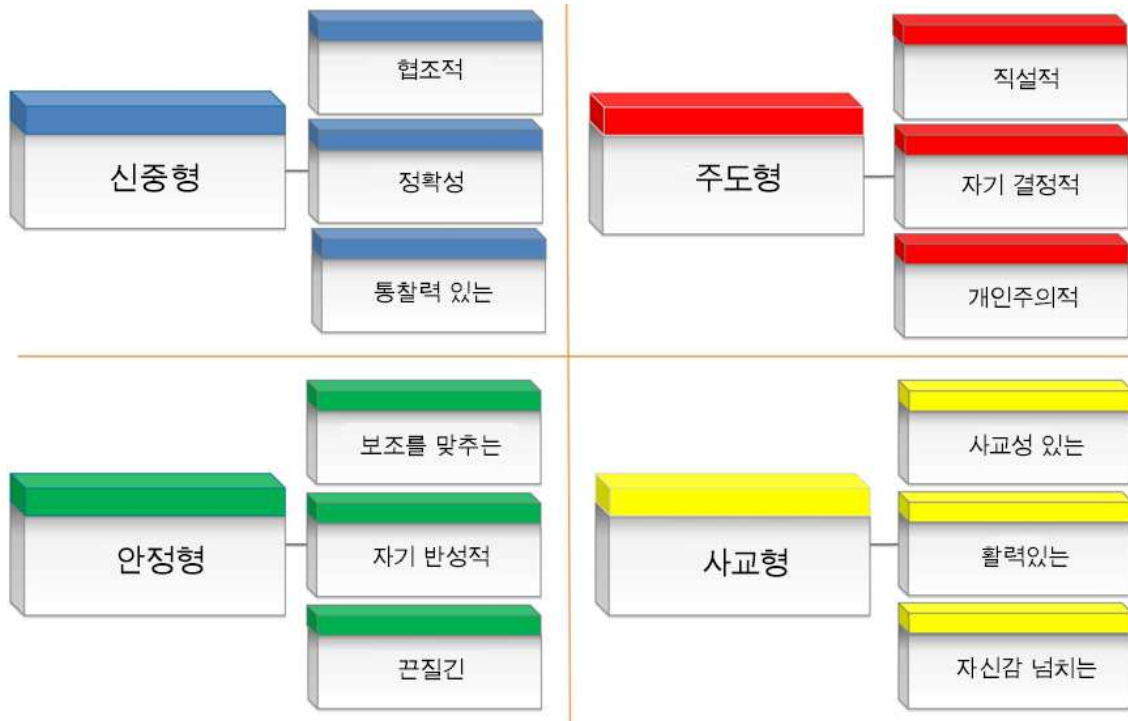 신중형
협조적
정확성
통찰력 있는
주도형
직설적
자기 결정적
개인주의적
안정형
보조를 맞추는
자기 반성적
끈질긴
사교형
사교성 있는
활력있는
자신감 넘치는